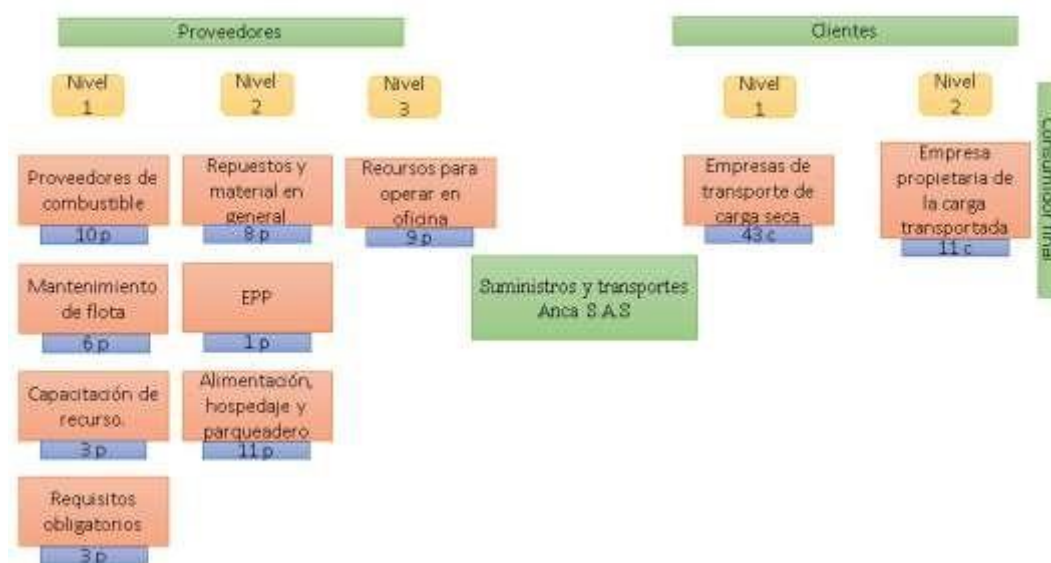 Proveedores
Clientes
Nivel
1
Nivel
2
Nivel
3
Nivel
1
Nivel
2
Consumidor final
Proveedores de
combustible
10 p
Repuestos y
material en
general
8 p
Recursos para
operar en
oficina
9 p
Empresas de
transporte de
carga seca
43 c
Empresa
propietaria de
la carga
transportada
11 c
Mantenimiento
de flota
6 p
EPP
1 p
Suministros y transportes
Anca S.A.S
Capacitación de
recurso.
3 p
Alimentación,
hospedaje y
parqueadero
11 p
Requisitos
obligatorios
3 p